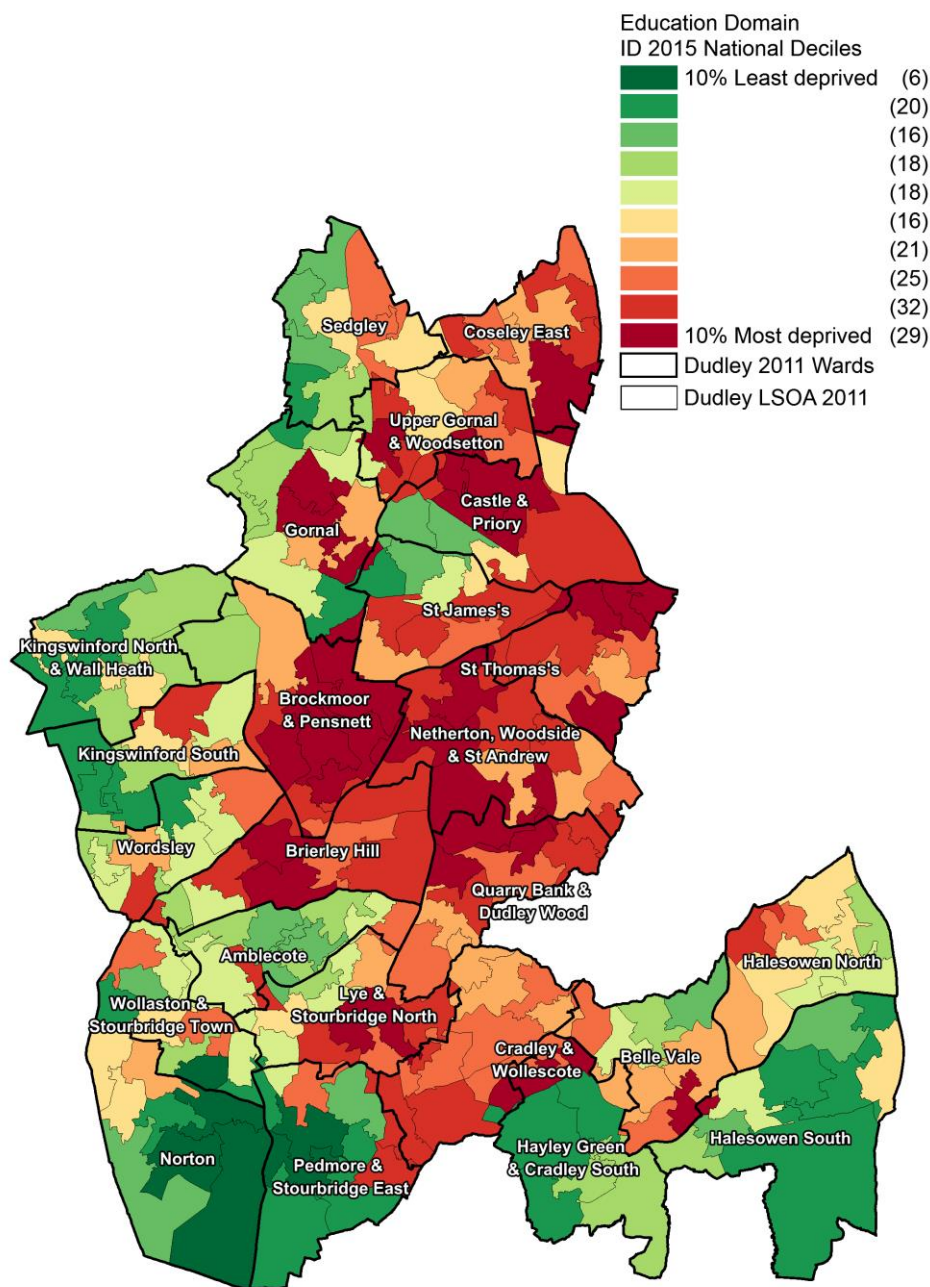 Education Domain
ID 2015 National Deciles
10% Least deprived (6)
(20)
(16)
(18)
(18)
(16)
(21)
(25)
(32)
10% Most deprived (29)
Dudley 2011 Wards
Dudley LSOA 2011
Sedgley
Coseley East
Upper Gornal
& Woodsetton
Castle &
Priory
Gornal
St James's
Kingswinford North
& Wall Heath
St Thomas's
Brockmoor
& Pensnett
Netherton, Woodside
& St Andrew
Kingswinford South
Wordsley
Brierley Hill
Quarry Bank &
Dudley Wood
Amblecote
Halesowen North
Wollaston &
Stourbridge Town
Lye &
Stourbridge North
Cradley &
Wollescote
Belle Vale
Norton
Pedmore &
Stourbridge East
Hayley Green
& Cradley South
Halesowen South